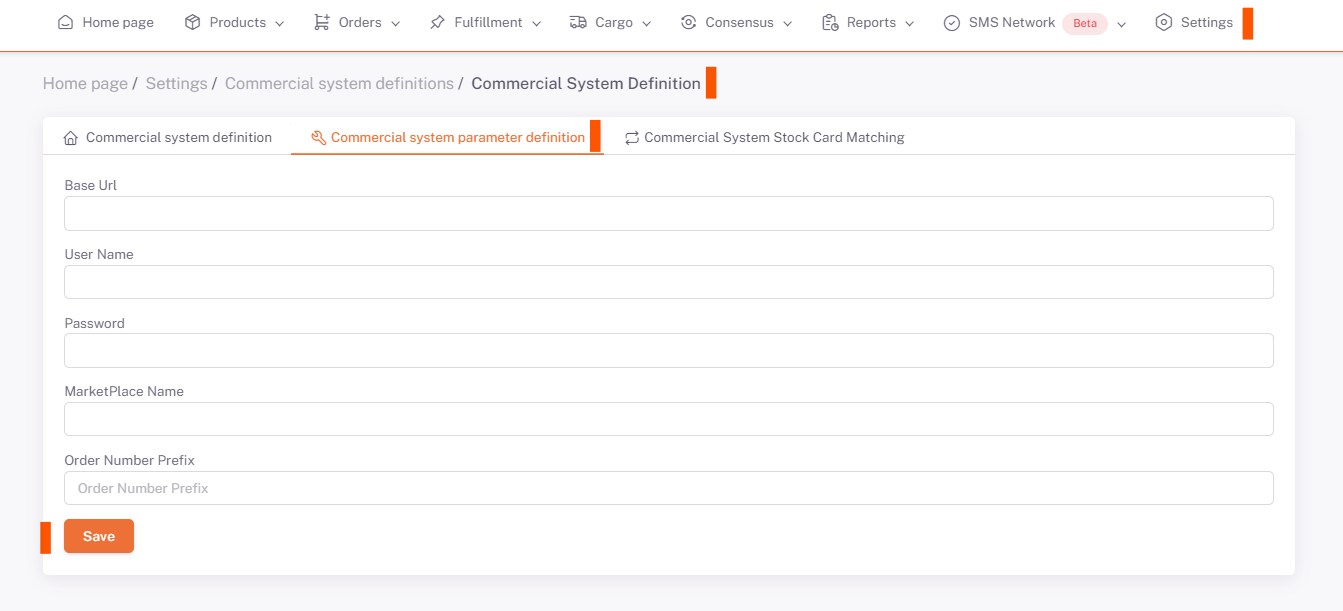 Home page Products Orders Fulfillment Cargo Consensus Reports SMS Network Beta Settings
Home page / Settings / Commercial system definitions / Commercial System Definition
Commercial system definition Commercial system parameter definition Commercial System Stock Card Matching
Base Url
User Name
Password
MarketPlace Name
Order Number Prefix
Order Number Prefix
Save